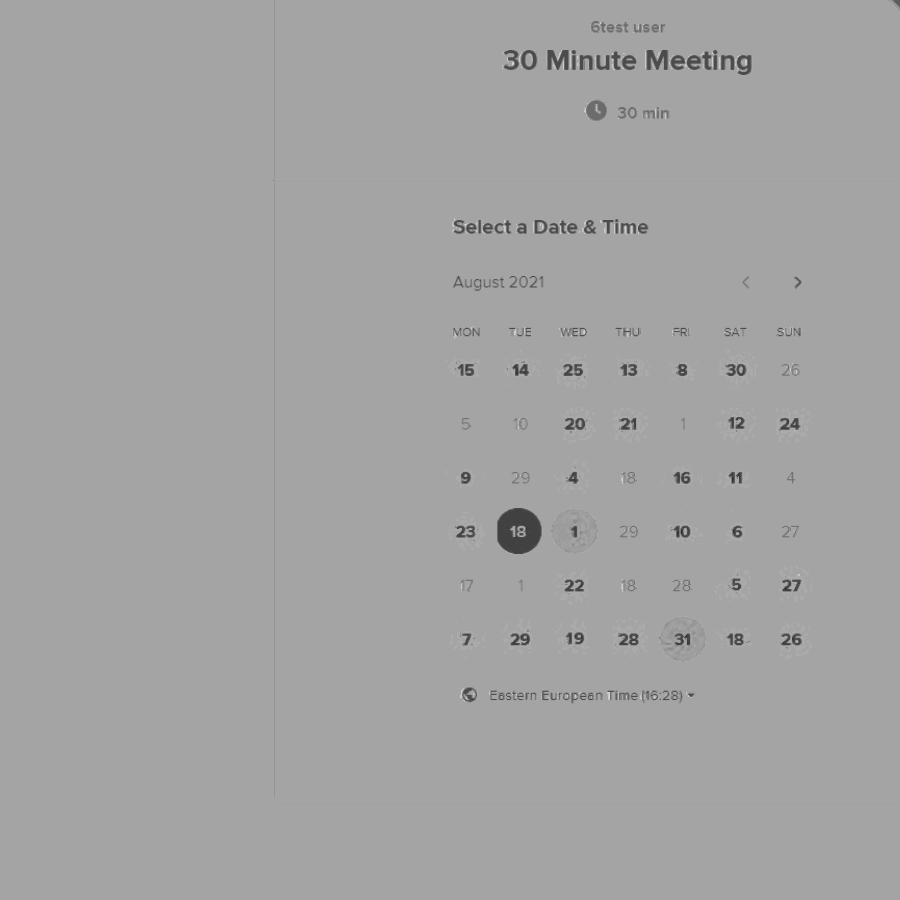 6test user
30 Minute Meeting
30 min
Select a Date & Time
August 2021
MON TUE WED THU FRI SAT SUN
15 14 25 13 8 30 26
5 10 20 21 1 12 24
9 29 4 18 16 11 4
23 18 1 29 10 6 27
17 1 22 18 28 5 27
7 29 19 28 31 18 26
Eastern European Time (16:28)